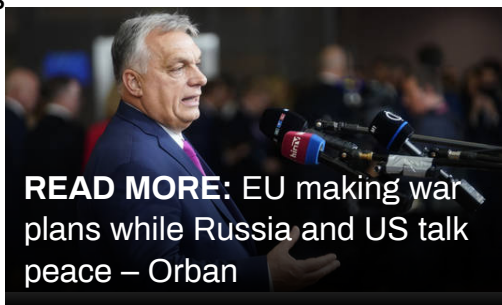 READ MORE: EU making war
plans while Russia and US talk
peace – Orban